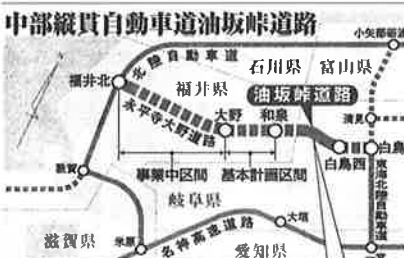 中部縦貫自動車道油坂峠道路
小矢部砺波
北陸自動車道
石川県
富山県
福井北
福井県
油坂峠道路
永平寺大野道路
大野
和泉
清見
白鳥西
白鳥
敦賀
事業中区間
基本計画区間
岐阜県
東海北陸自動車道
大垣
名神高速道路
滋賀県
米原
愛知県